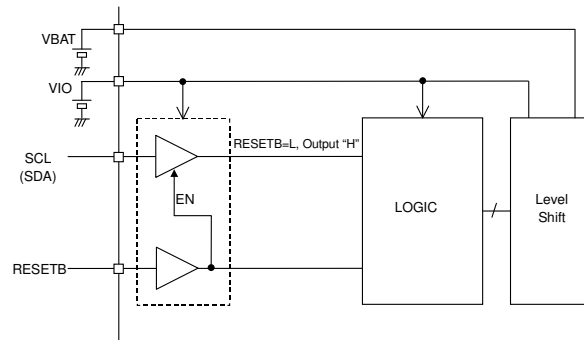 VBAT
VIO
SCL
(SDA)
RESETB=L, Output “H”
EN
LOGIC
Level
Shift
RESETB